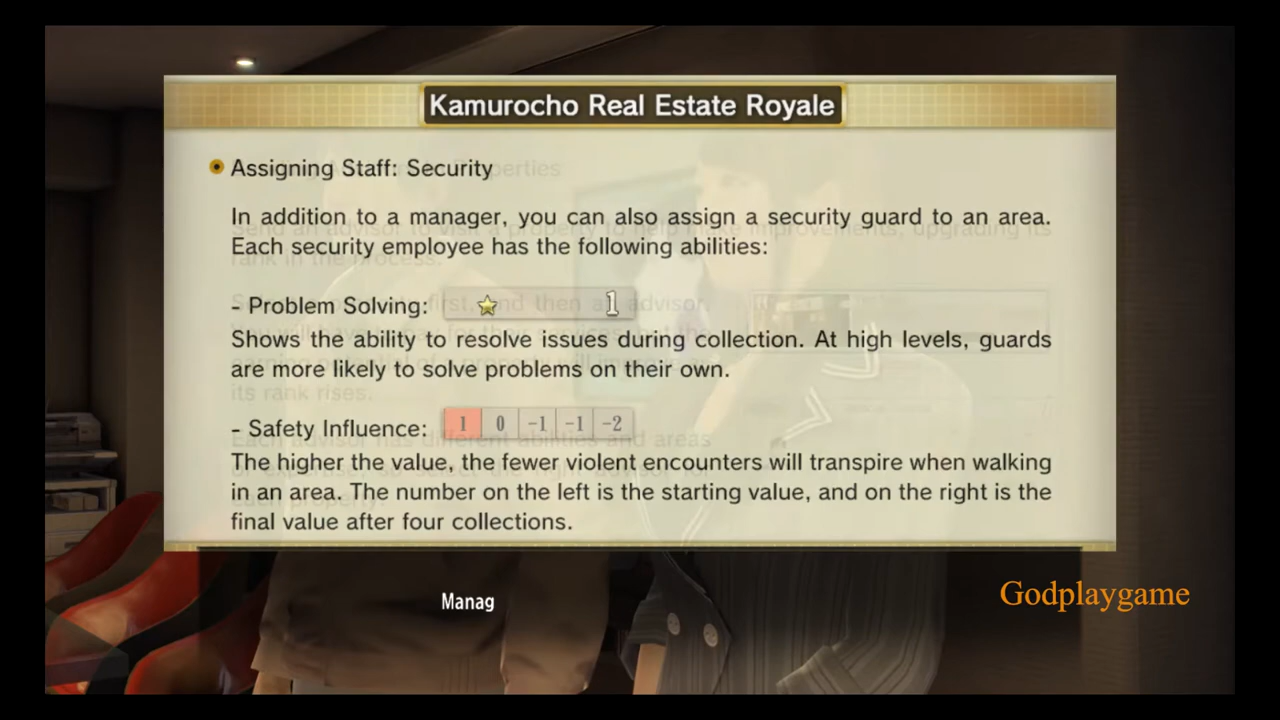 Kamurocho Real Estate Royale
Assigning Staff: Security
In addition to a manager, you can also assign a security guard to an area.
Each security employee has the following abilities:
- Problem Solving: 1
Shows the ability to resolve issues during collection. At high levels, guards
are more likely to solve problems on their own.
- Safety Influence: 1 0 -1 -1 -2
The higher the value, the fewer violent encounters will transpire when walking
in an area. The number on the left is the starting value, and on the right is the
final value after four collections.
Manag
Godplaygame